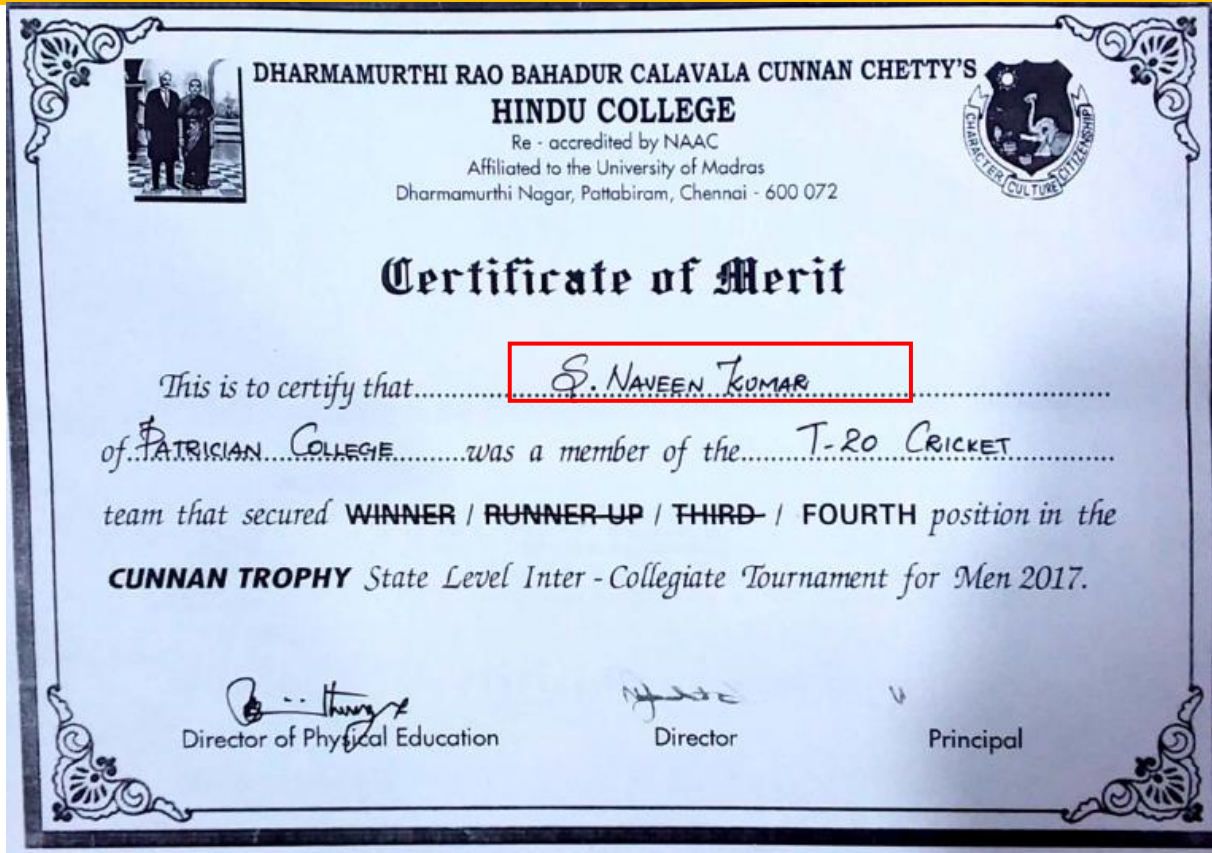 DHARMAMURTHI RAO BAHADUR CALAVALA CUNNAN CHETTY'S
HINDU COLLEGE
Re - accredited by NAAC
Affiliated to the University of Madras
Dharmamurthi Nagar, Pattabiram, Chennai - 600 072
CHARACTER CULTURE CITIZENSHIP
Certificate of Merit
This is to certify that S. NAVEEN KUMAR
of PATRICIAN COLLEGE was a member of the T-20 CRICKET
team that secured WINNER / RUNNER-UP / THIRD / FOURTH position in the
CUNNAN TROPHY State Level Inter - Collegiate Tournament for Men 2017.
Director of Physical Education Director Principal